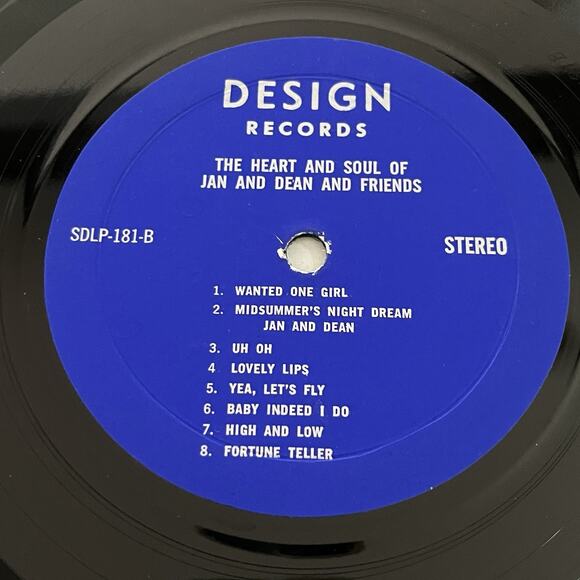 DESIGN
RECORDS
THE HEART AND SOUL OF
JAN AND DEAN AND FRIENDS
SDLP-181-B
STEREO
1. WANTED ONE GIRL
2. MIDSUMMER'S NIGHT DREAM
JAN AND DEAN
3. UH OH
4 LOVELY LIPS
5. YEA, LET'S FLY
6. BABY INDEED I DO
7. HIGH AND LOW
8. FORTUNE TELLER